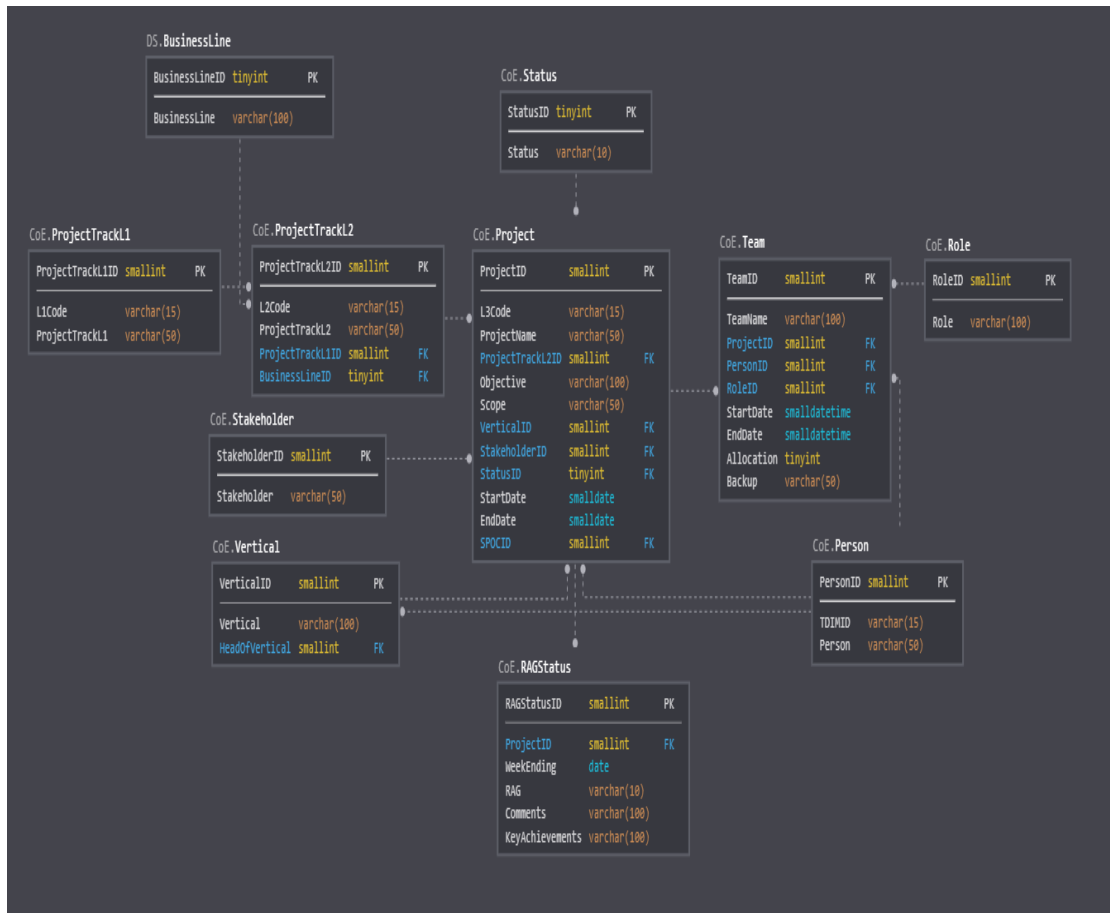 DS.BusinessLine
BusinessLineID tinyint PK
BusinessLine varchar(100)
CoE.Status
StatusID tinyint PK
Status varchar(10)
CoE.ProjectTrackL1
ProjectTrackL1ID smallint PK
L1Code varchar(15)
ProjectTrackL1 varchar(50)
CoE.ProjectTrackL2
ProjectTrackL2ID smallint PK
L2Code varchar(15)
ProjectTrackL2 varchar(50)
ProjectTrackL1ID smallint FK
BusinessLineID tinyint FK
CoE.Project
ProjectID smallint PK
L3Code varchar(15)
ProjectName varchar(50)
ProjectTrackL2ID smallint FK
Objective varchar(100)
Scope varchar(50)
VerticalID smallint FK
StakeholderID smallint FK
StatusID tinyint FK
StartDate smalldate
EndDate smalldate
SPOCID smallint FK
CoE.Team
TeamID smallint PK
TeamName varchar(100)
ProjectID smallint FK
PersonID smallint FK
RoleID smallint FK
StartDate smalldatetime
EndDate smalldatetime
Allocation tinyint
Backup varchar(50)
CoE.Role
RoleID smallint PK
Role varchar(100)
CoE.Stakeholder
StakeholderID smallint PK
Stakeholder varchar(50)
CoE.Vertical
VerticalID smallint PK
Vertical varchar(100)
HeadOfVertical smallint FK
CoE.Person
PersonID smallint PK
TDIMID varchar(15)
Person varchar(50)
CoE.RAGStatus
RAGStatusID smallint PK
ProjectID smallint FK
WeekEnding date
RAG varchar(10)
Comments varchar(100)
KeyAchievements varchar(100)